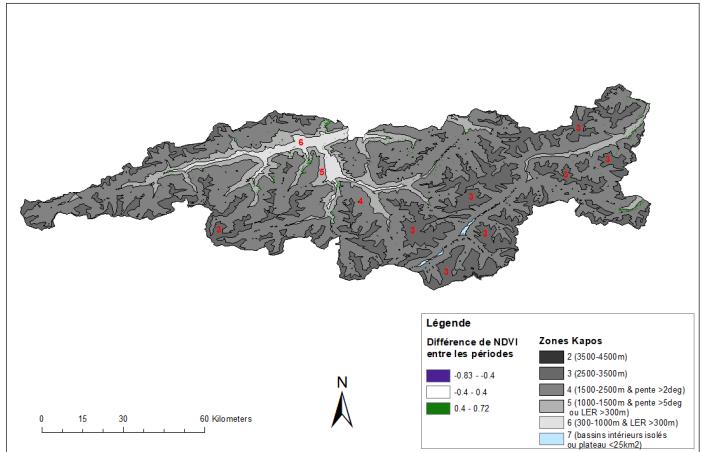 3
3
6
5
3
5
4
3
3
3
3
3
Légende
Différence de NDVI
entre les périodes
-0.83 - -0.4
-0.4 - 0.4
0.4 - 0.72
Zones Kapos
2 (3500-4500m)
3 (2500-3500m)
4 (1500-2500m & pente >2deg)
5 (1000-1500m & pente >5deg
ou LER >300m)
6 (300-1000m & LER >300m)
7 (bassins intérieurs isolés
ou plateau <25km2)
N
0 15 30 60 Kilometers